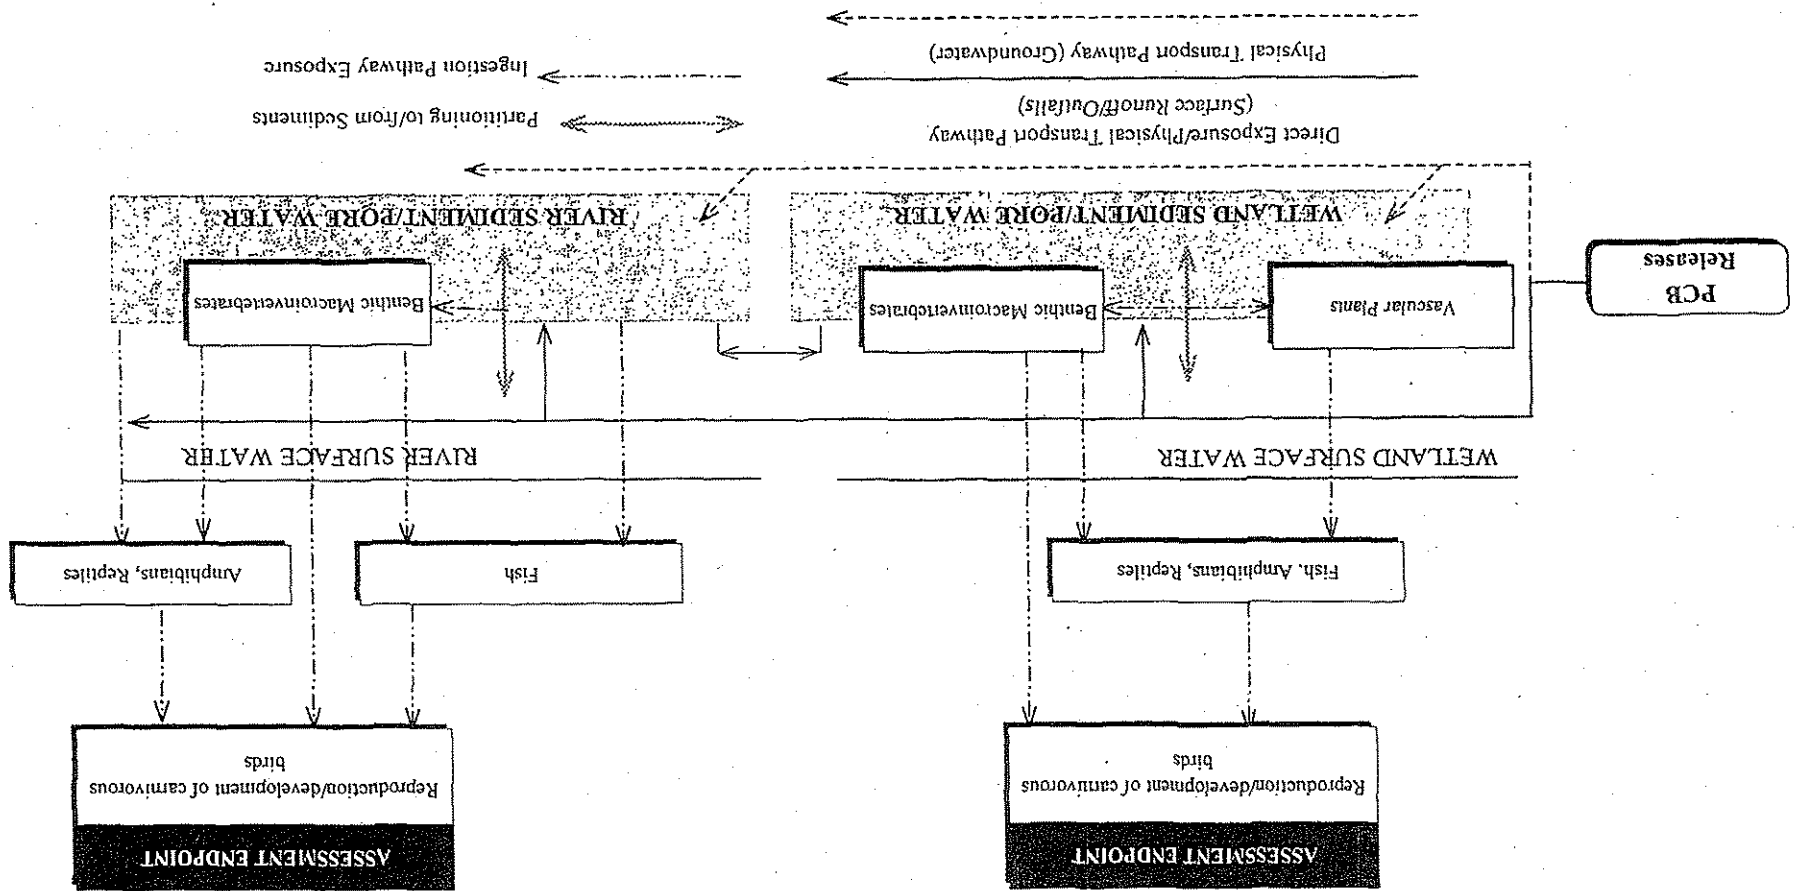 ASSESSMENT ENDPOINT
Reproduction/development of carnivorous
birds
ASSESSMENT ENDPOINT
Reproduction/development of carnivorous
birds
Amphibians, Reptiles
Fish
Fish. Amphibians, Reptiles
RIVER SURFACE WATER
WETLAND SURFACE WATER
Benthic Macroinvertebrates
Benthic Macroinvertebrates
Vascular Plants
PCB
Releases
RIVER SEDIMENT/PORE WATER
WETLAND SEDIMENT/PORE WATER
Direct Exposure/Physical Transport Pathway
(Surface Runoff/Outfalls)
Partitioning to/from Sediments
Physical Transport Pathway (Groundwater)
Ingestion Pathway Exposure